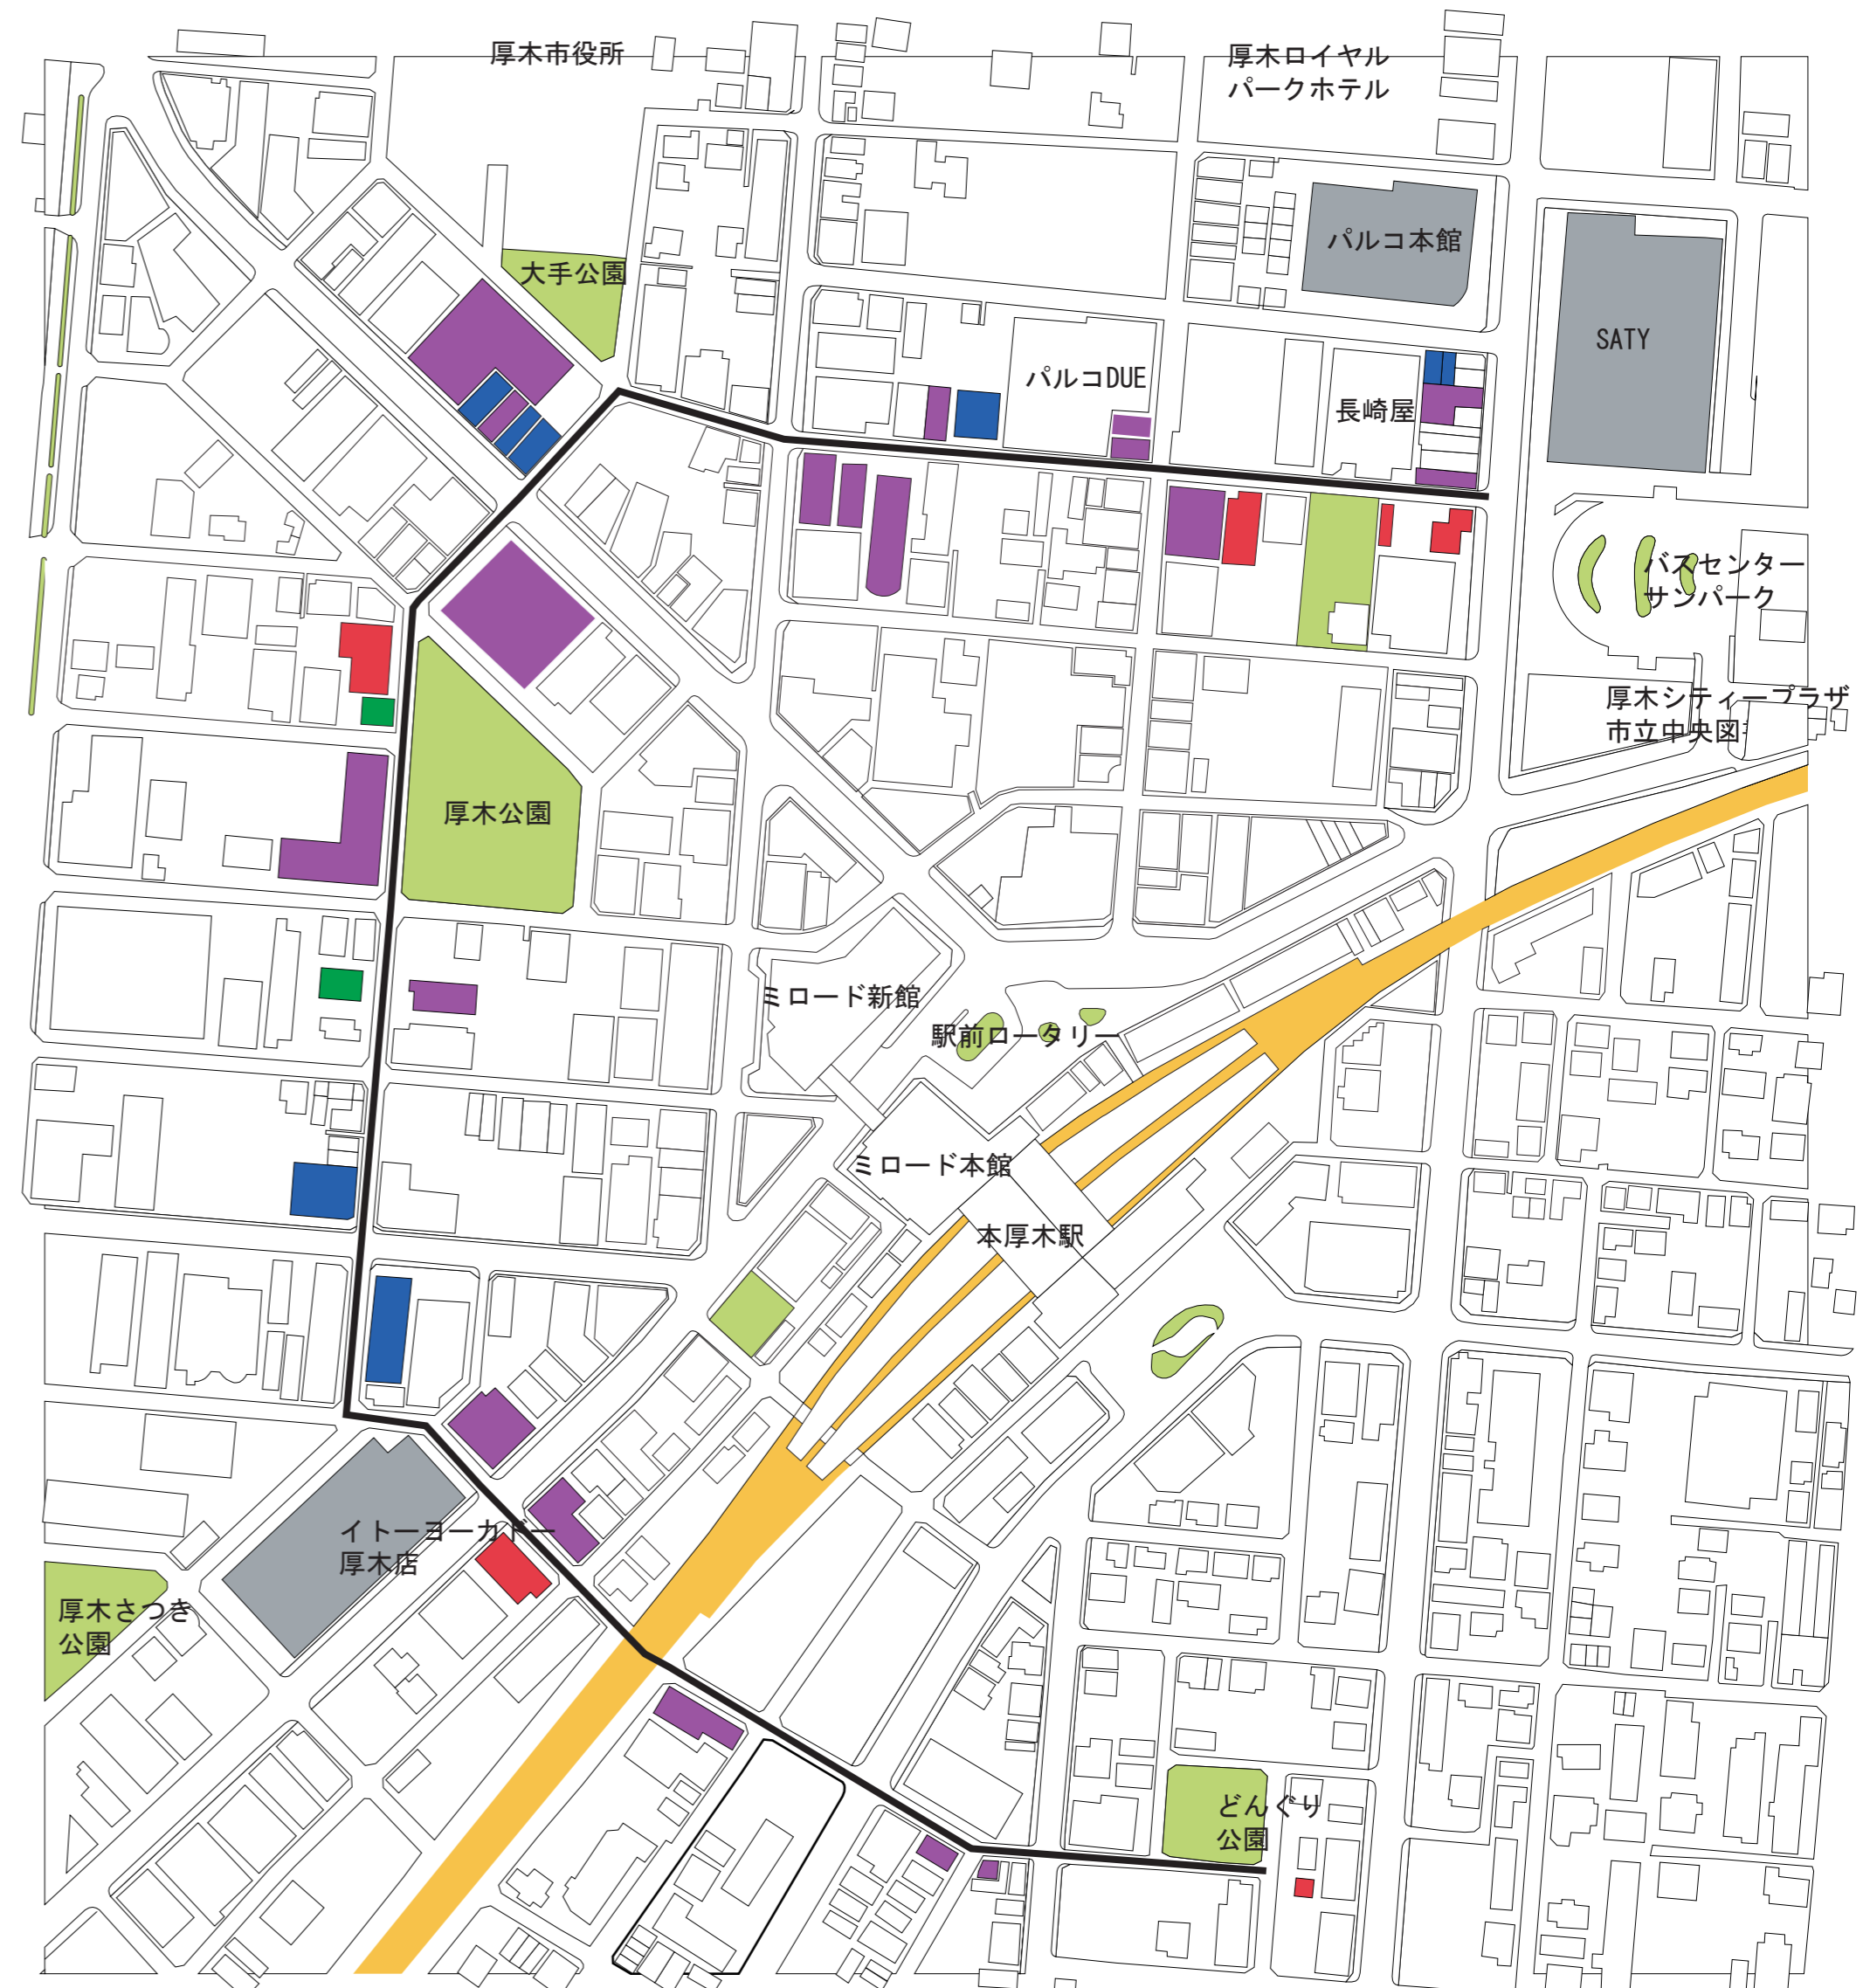 厚木市役所
厚木ロイヤル
パークホテル
大手公園
パルコ本館
SATY
パルコDUE
長崎屋
バスセンター
サンパーク
厚木シティープラザ
市立中央図
厚木公園
ミロード新館
駅前ロータリー
ミロード本館
本厚木駅
イトーヨーカドー
厚木店
厚木さつき
公園
どんぐり
公園